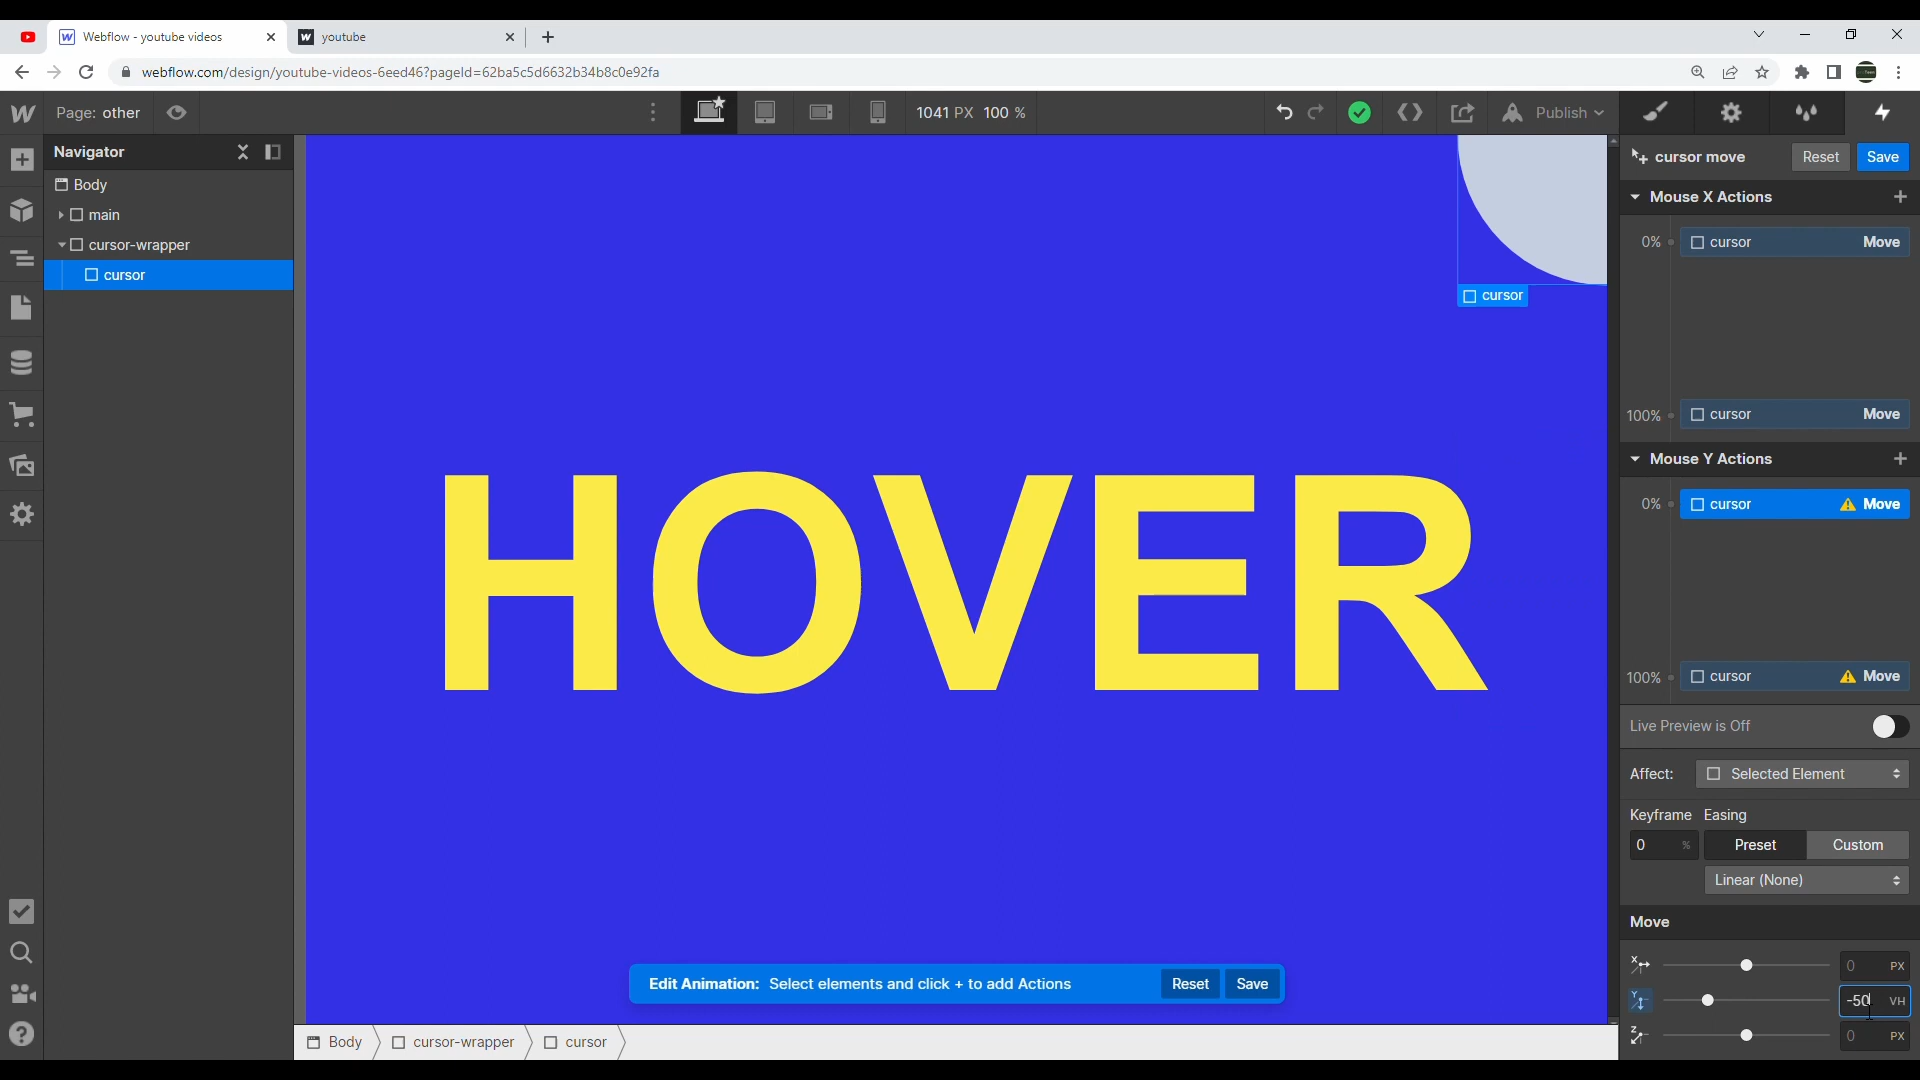 Webflow - youtube videos
youtube
webflow.com/design/youtube-videos-6eed46?pageId=62ba5c5d6632b34b8c0e92fa
Page: other
1041 PX 100 %
Publish
Navigator
Body
main
cursor-wrapper
cursor
cursor
HOVER
Edit Animation: Select elements and click + to add Actions
Reset
Save
Body
cursor-wrapper
cursor
cursor move
Reset
Save
Mouse X Actions
0%
cursor
Move
100%
cursor
Move
Mouse Y Actions
0%
cursor
Move
100%
cursor
Move
Live Preview is Off
Affect:
Selected Element
Keyframe
Easing
0 %
Preset
Custom
Linear (None)
Move
X
0 PX
Y
-50 VH
Z
0 PX